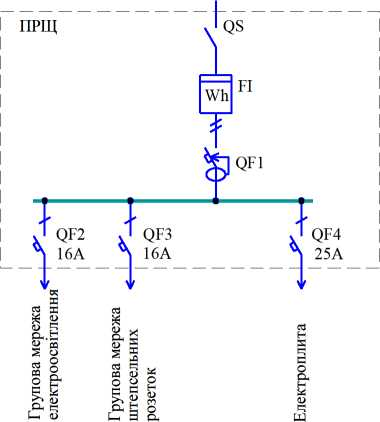 ПРЩ
QS
FI
Wh
QF1
QF2
16А
QF3
16А
QF4
25А
Групова мережа
електроосвітлення
Групова мережа
штепсельних
розеток
Електроплита